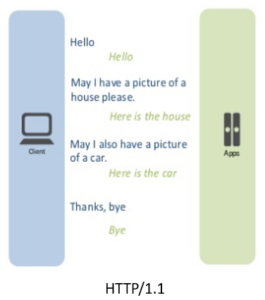 Hello
Hello
May I have a picture of a
house please.
Here is the house
May I also have a picture
of a car.
Here is the car
Thanks, bye
Bye
Client
Apps
HTTP/1.1